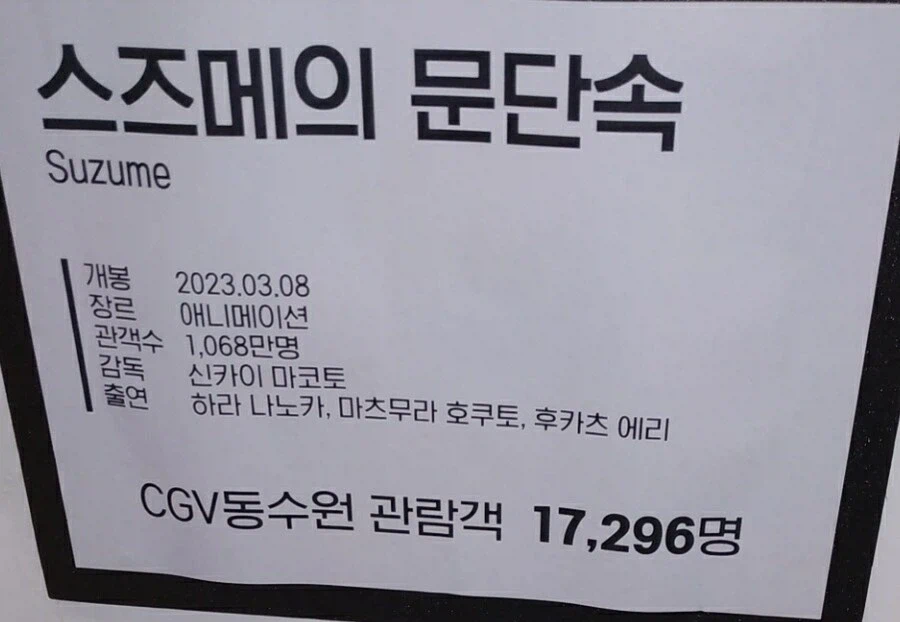 스즈메의 문단속
Suzume
개봉 2023.03.08
장르 애니메이션
관객수 1,068만명
감독 신카이 마코토
출연 하라 나노카, 마츠무라 호쿠토, 후카츠 에리
CGV동수원 관람객 17,296명